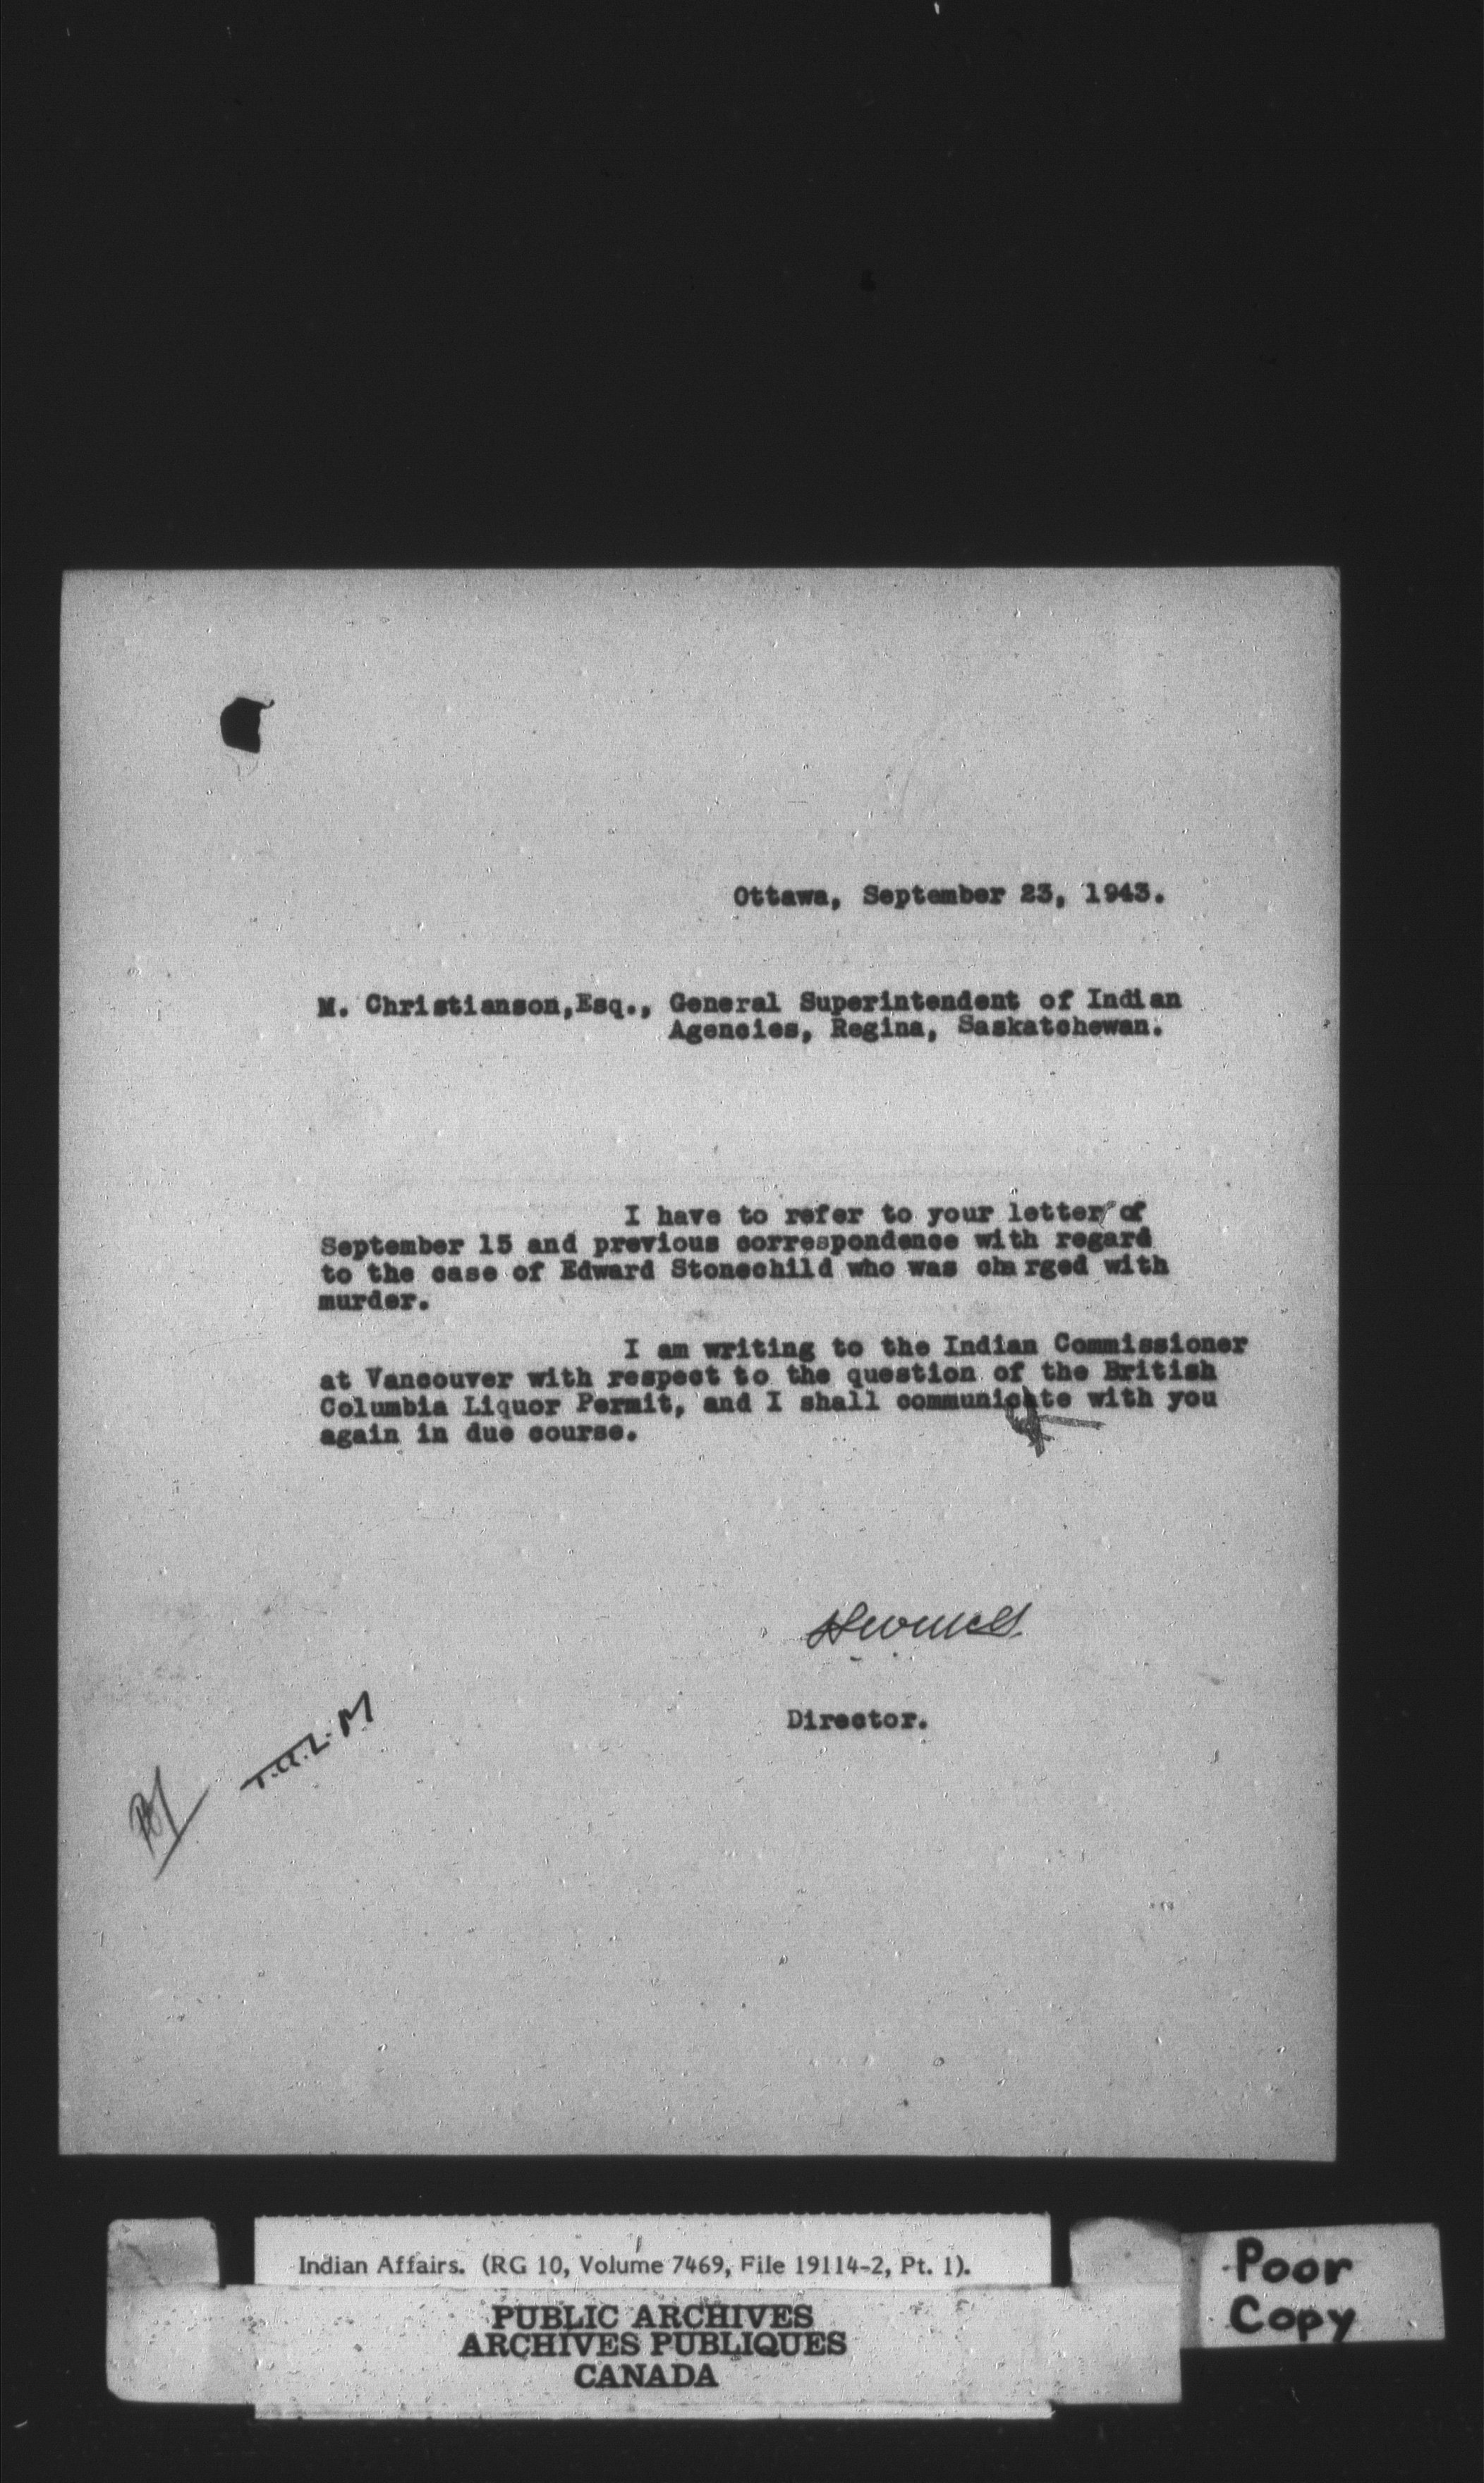 Ottawa, September 23, 1943.
M. Christianson,Esq., General Superintendent of Indian
Agencies, Regina, Saskatchewan.
I have to refer to your letter of
September 15 and previous correspondence with regard
to the case of Edward Stonechild who was charged with
murder.
I am writing to the Indian Commissioner
at Vancouver with respect to the question of the British
Columbia Liquor Permit, and I shall communicate with you
again in due course.
Director.
T.R.L.M
Indian Affairs. (RG 10, Volume 7469, File 19114-2, Pt. 1).
PUBLIC ARCHIVES
ARCHIVES PUBLIQUES
CANADA
Poor
Copy